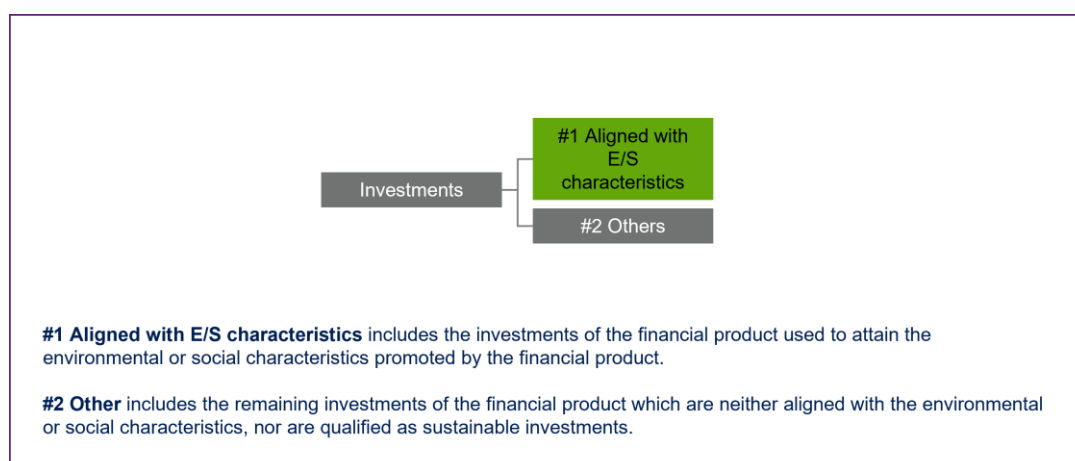 #1 Aligned with
E/S
characteristics
Investments
#2 Others
#1 Aligned with E/S characteristics includes the investments of the financial product used to attain the
environmental or social characteristics promoted by the financial product.
#2 Other includes the remaining investments of the financial product which are neither aligned with the environmental
or social characteristics, nor are qualified as sustainable investments.